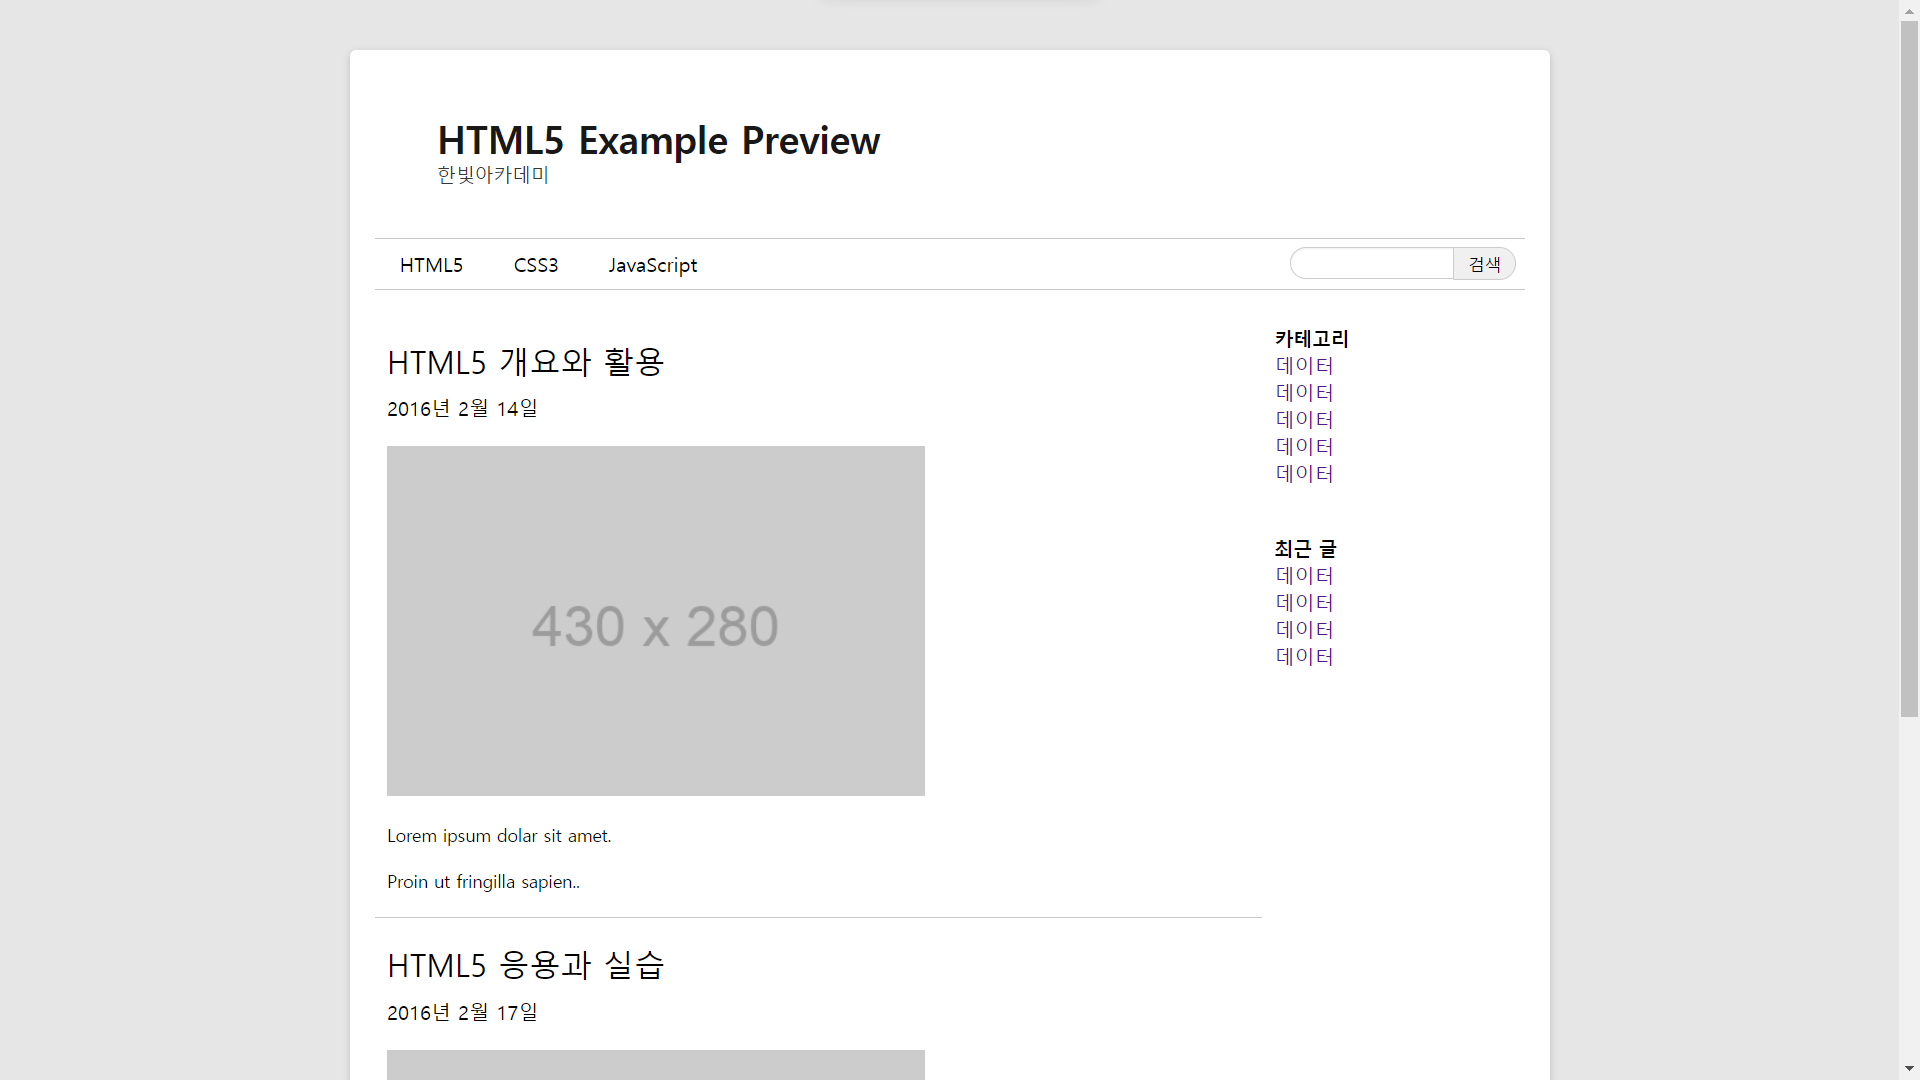 HTML5 Example Preview
한빛아카데미
HTML5 CSS3 JavaScript 검색
HTML5 개요와 활용
2016년 2월 14일
430 x 280
Lorem ipsum dolar sit amet.
Proin ut fringilla sapien..
HTML5 응용과 실습
2016년 2월 17일
카테고리
데이터
데이터
데이터
데이터
데이터
최근 글
데이터
데이터
데이터
데이터